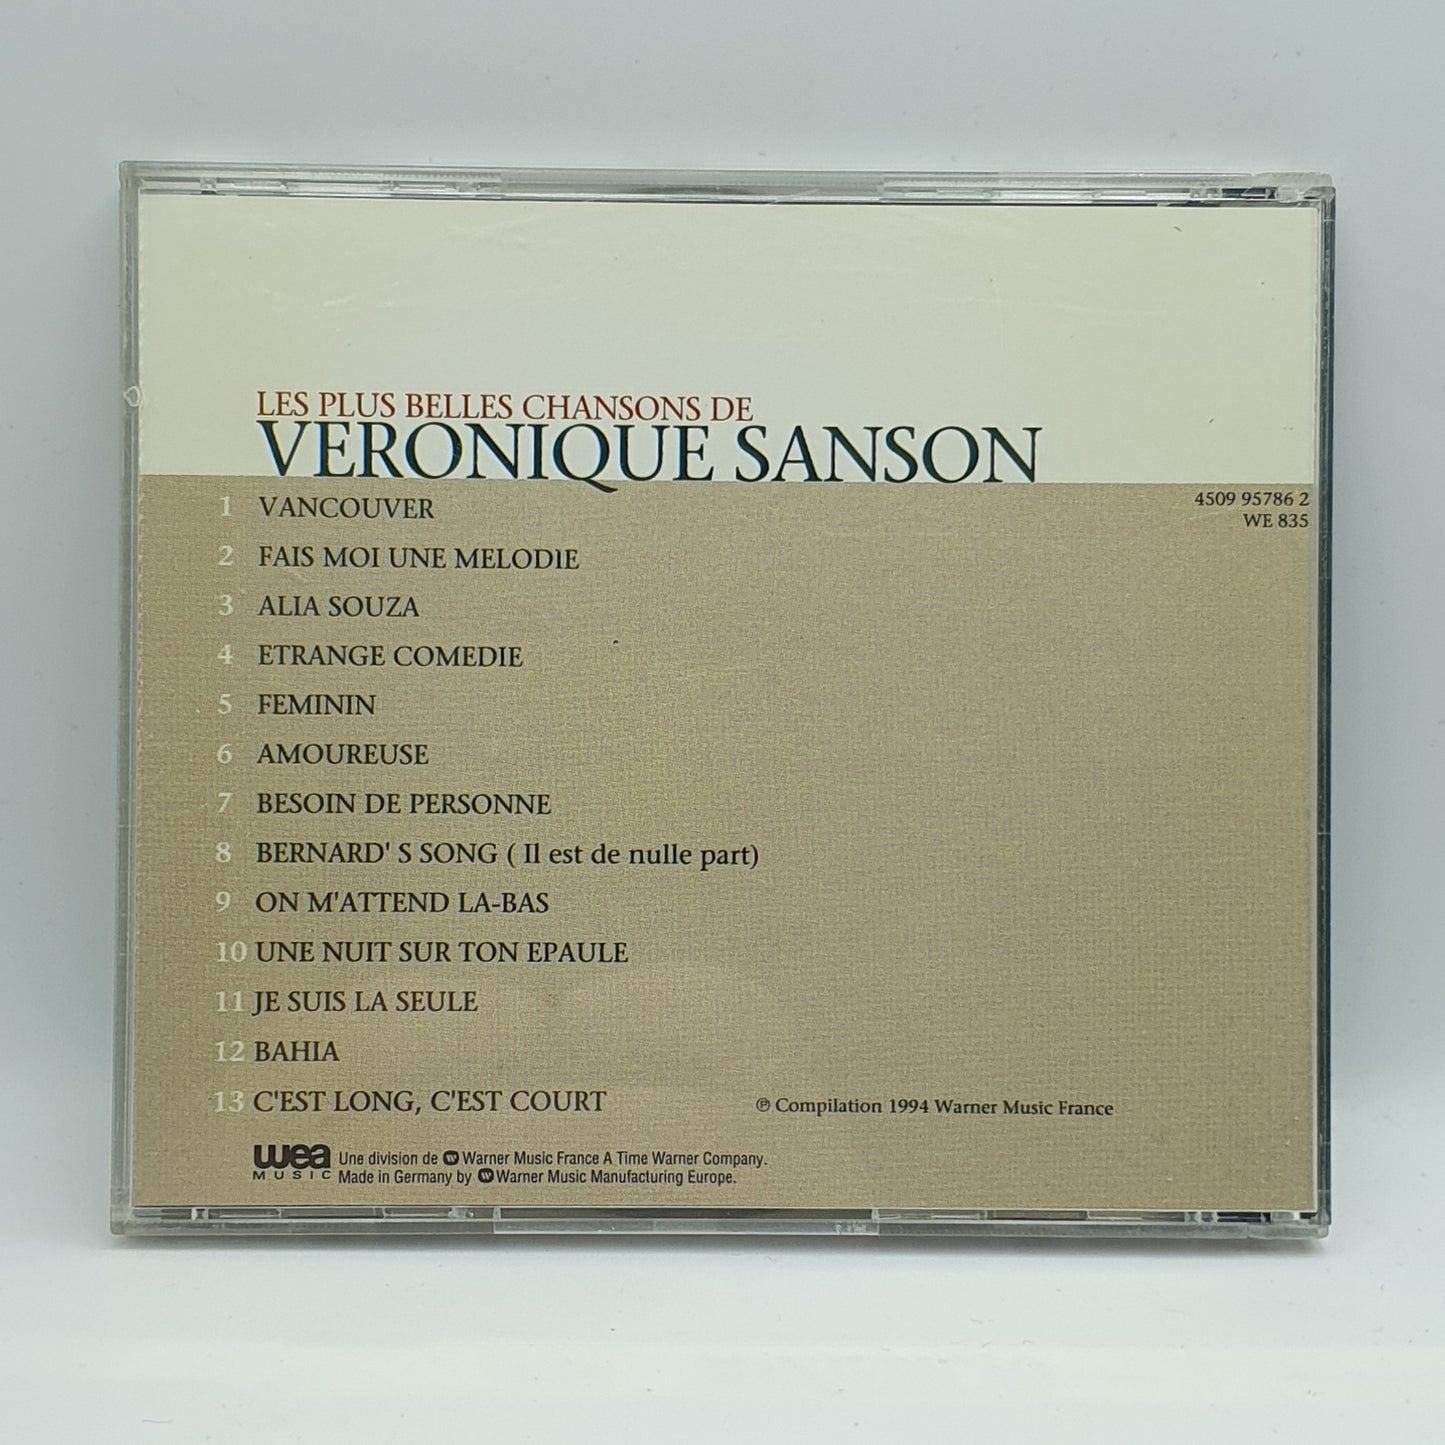 LES PLUS BELLES CHANSONS DE
VERONIQUE SANSON
4509 95786 2
WE 835
1 VANCOUVER
2 FAIS MOI UNE MELODIE
3 ALIA SOUZA
4 ETRANGE COMEDIE
5 FEMININ
6 AMOUREUSE
7 BESOIN DE PERSONNE
8 BERNARD' S SONG ( Il est de nulle part)
9 ON M'ATTEND LA-BAS
10 UNE NUIT SUR TON EPAULE
11 JE SUIS LA SEULE
12 BAHIA
13 C'EST LONG, C'EST COURT
℗ Compilation 1994 Warner Music France
wea
MUSIC
Une division de Warner Music France A Time Warner Company.
Made in Germany by Warner Music Manufacturing Europe.